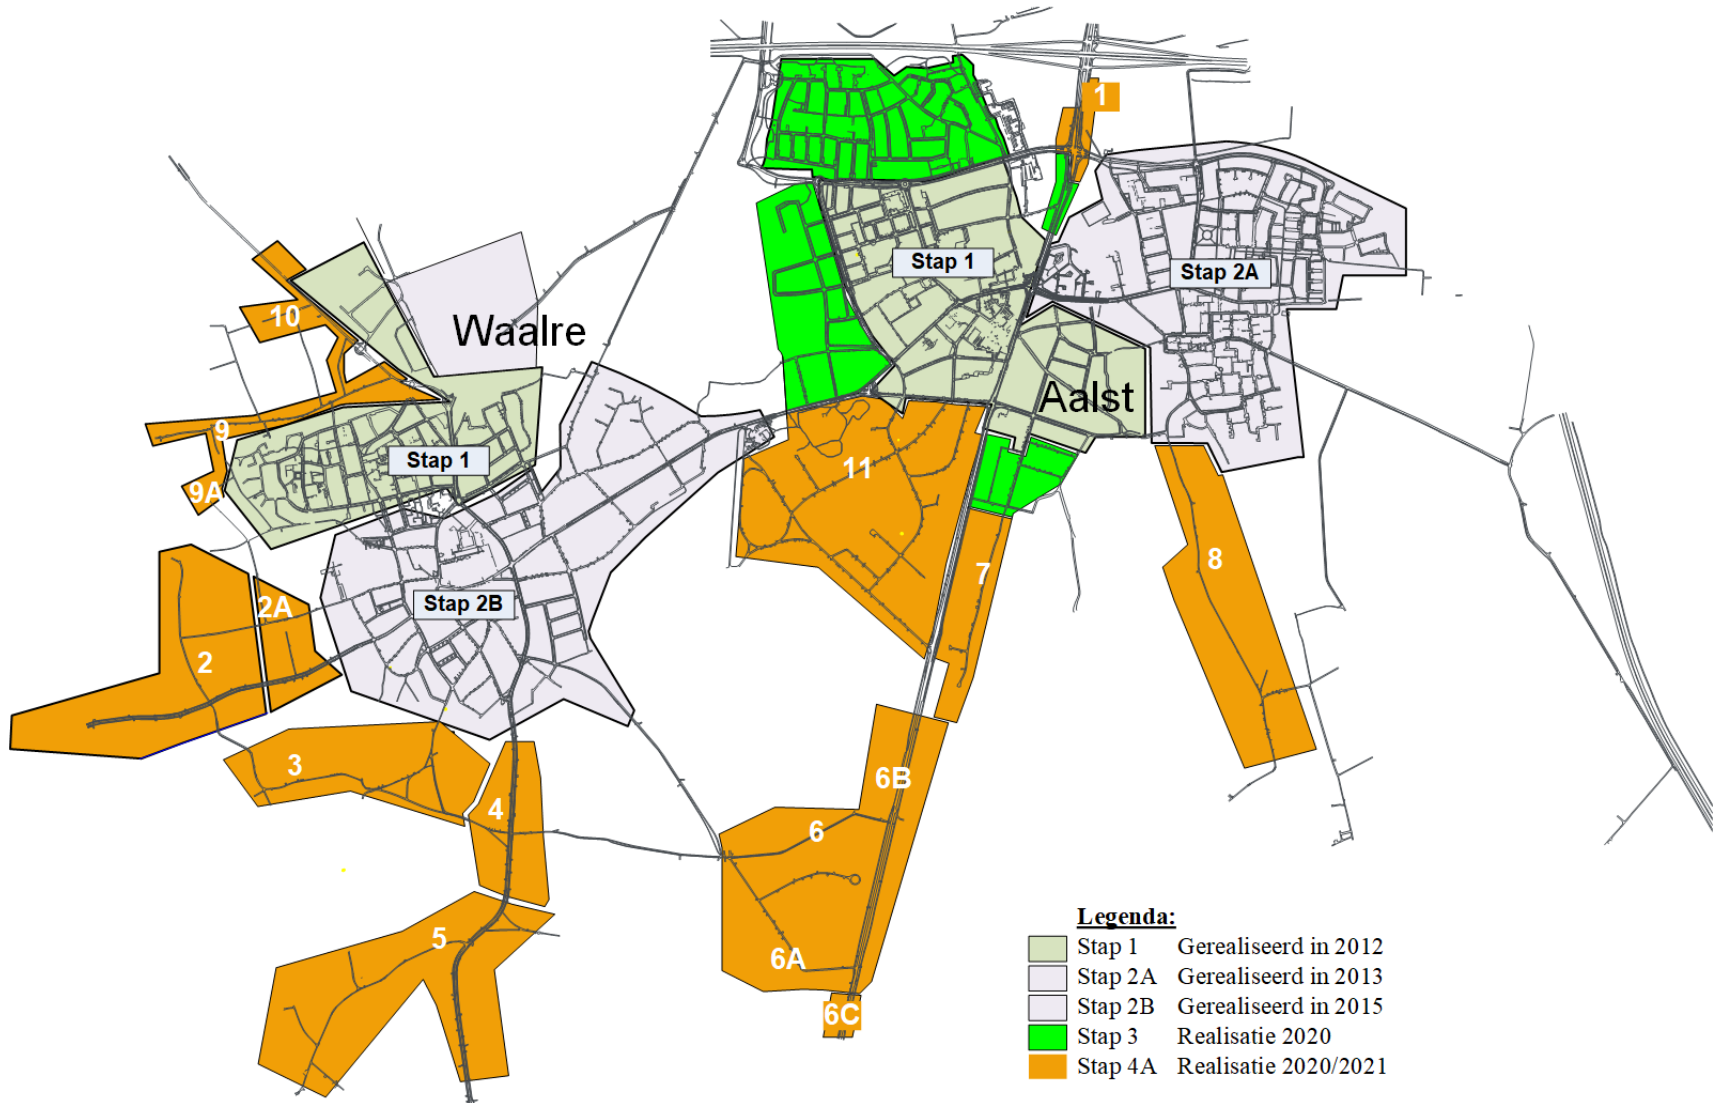 1
Stap 1
Stap 2A
10
Waalre
Aalst
9
Stap 1
11
9A
8
7
Stap 2B
2A
2
3
6B
4
6
5
6A
6C
Legenda:
Stap 1 Gerealiseerd in 2012
Stap 2A Gerealiseerd in 2013
Stap 2B Gerealiseerd in 2015
Stap 3 Realisatie 2020
Stap 4A Realisatie 2020/2021